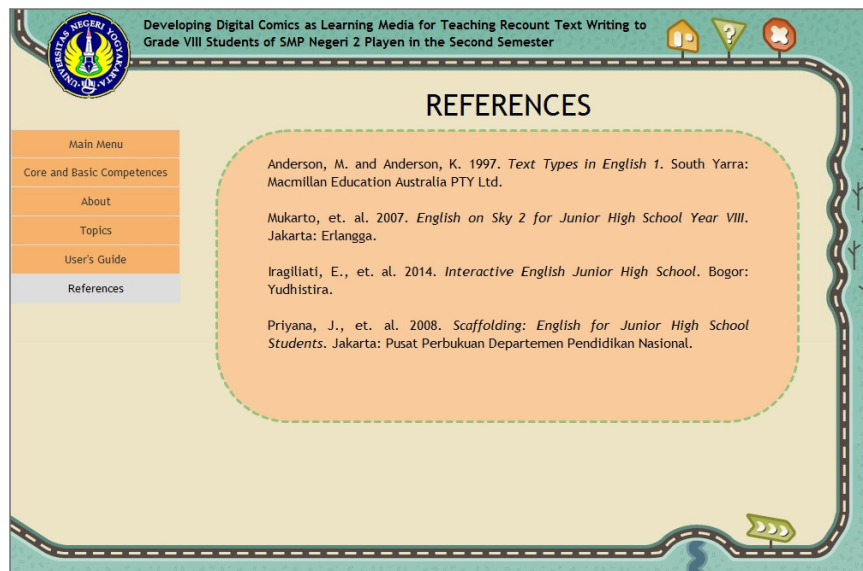 Developing Digital Comics as Learning Media for Teaching Recount Text Writing to
Grade VIII Students of SMP Negeri 2 Playen in the Second Semester
UNIVERSITAS NEGERI YOGYAKARTA
REFERENCES
Main Menu
Core and Basic Competences
About
Topics
User's Guide
References
Anderson, M. and Anderson, K. 1997. Text Types in English 1. South Yarra:
Macmillan Education Australia PTY Ltd.
Mukarto, et. al. 2007. English on Sky 2 for Junior High School Year VIII.
Jakarta: Erlangga.
Iragiliati, E., et. al. 2014. Interactive English Junior High School. Bogor:
Yudhistira.
Priyana, J., et. al. 2008. Scaffolding: English for Junior High School
Students. Jakarta: Pusat Perbukuan Departemen Pendidikan Nasional.